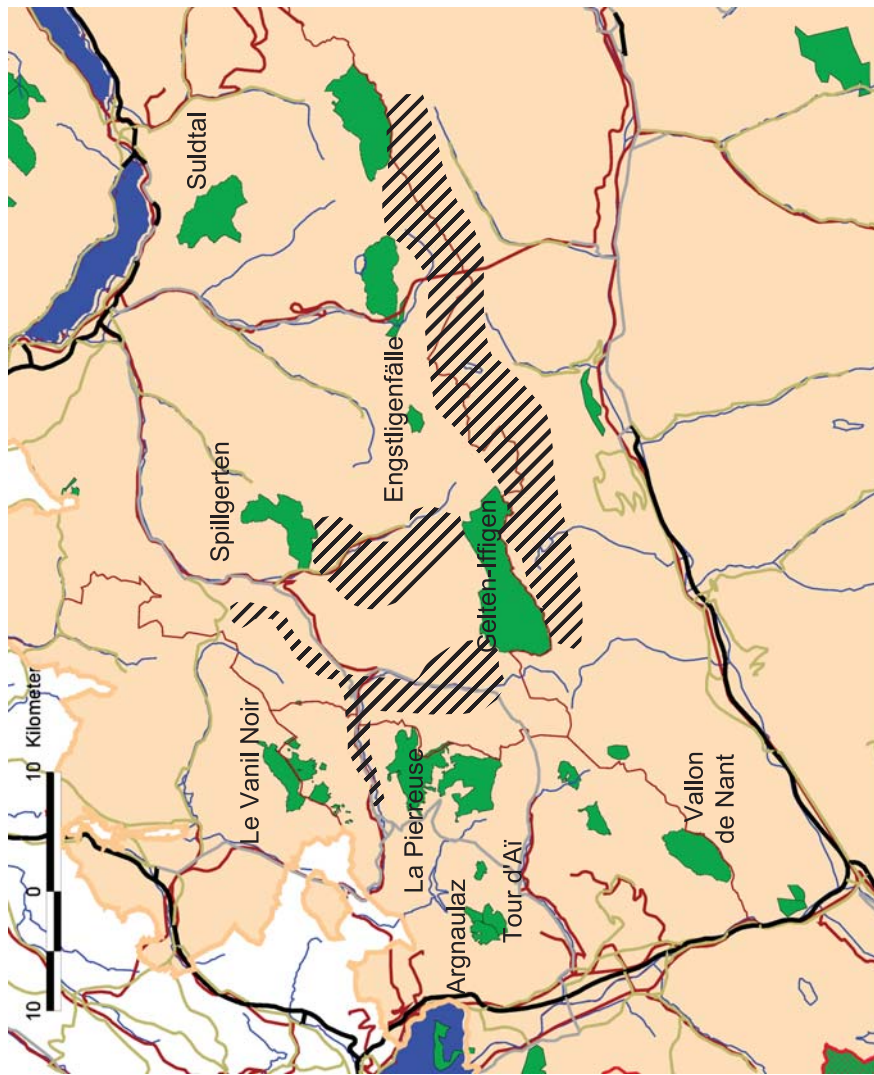 10 0 10 Kilometer
Suldtal
Spillgerten
Le Vanil Noir
Engstligenfälle
La Pierreuse
Argnaulaz
Gelten-Iffigen
Tour d'Aï
Vallon
de Nant